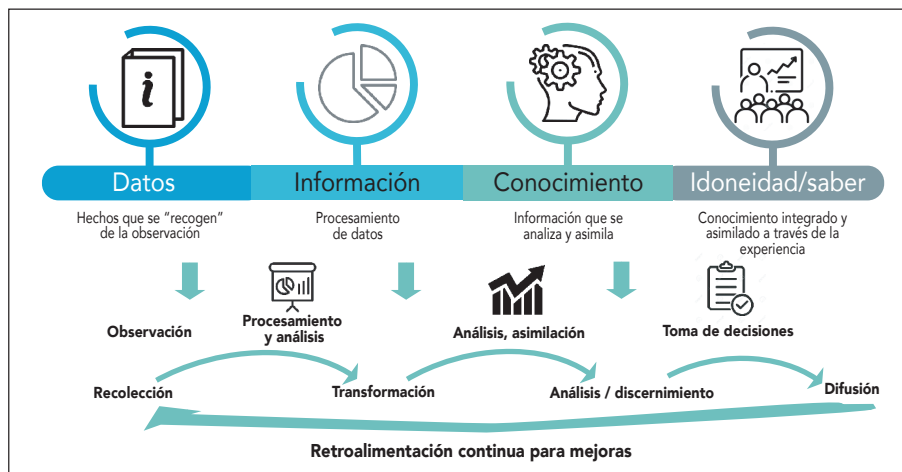 i
Datos
Información
Conocimiento
Idoneidad/saber
Hechos que se “recogen”
de la observación
Procesamiento
de datos
Información que se
analiza y asimila
Conocimiento integrado y
asimilado a través de la
experiencia
Observación
Procesamiento
y análisis
Análisis, asimilación
Toma de decisiones
Recolección
Transformación
Análisis / discernimiento
Difusión
Retroalimentación continua para mejoras